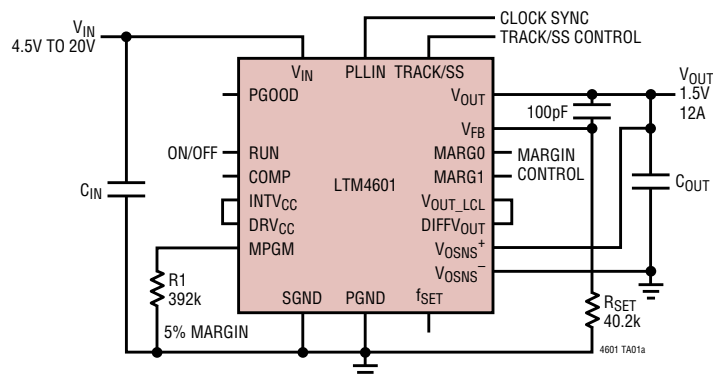 CLOCK SYNC
TRACK/SS CONTROL
VIN
4.5V TO 20V
VIN PLLIN TRACK/SS
PGOOD
VOUT
VOUT
1.5V
12A
100pF
VFB
ON/OFF
RUN
MARG0
MARGIN
CONTROL
COMP
MARG1
LTM4601
CIN
COUT
INTVCC
VOUT_LCL
DRVCC
DIFFVOUT
MPGM
VOSNS+
VOSNS–
R1
392k
SGND PGND fSET
5% MARGIN
RSET
40.2k
4601 TA01a